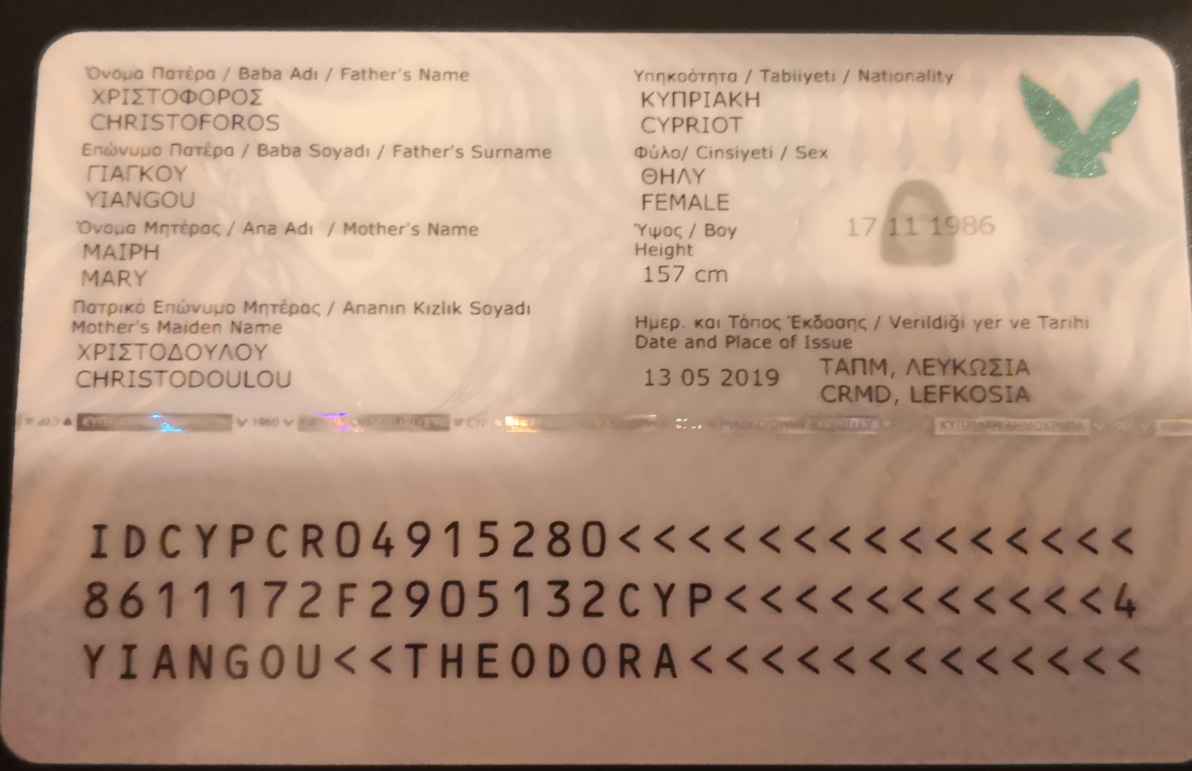 Όνομα Πατέρα / Baba Adı / Father's Name
ΧΡΙΣΤΟΦΟΡΟΣ
CHRISTOFOROS
Επώνυμο Πατέρα / Baba Soyadı / Father's Surname
ΓΙΑΓΚΟΥ
YIANGOU
Όνομα Μητέρας / Ana Adı / Mother's Name
ΜΑΙΡΗ
MARY
Πατρικό Επώνυμο Μητέρας / Ananın Kızlık Soyadı
Mother's Maiden Name
ΧΡΙΣΤΟΔΟΥΛΟΥ
CHRISTODOULOU
Υπηκοότητα / Tabiiyeti / Nationality
ΚΥΠΡΙΑΚΗ
CYPRIOT
Φύλο/ Cinsiyeti / Sex
ΘΗΛΥ
FEMALE
Ύψος / Boy
Height
157 cm
17 11 1986
Ημερ. και Τόπος Έκδοσης / Verildiği yer ve Tarihi
Date and Place of Issue
13 05 2019
ΤΑΠΜ, ΛΕΥΚΩΣΙΑ
CRMD, LEFKOSIA
1960
ΚΥΠΡΙΑΚΗ ΔΗΜΟΚΡΑΤΙΑ
IDCYPCR04915280<<<<<<<<<<<<<<<
8611172F2905132CYP<<<<<<<<<<<4
YIANGOU<<THEODORA<<<<<<<<<<<<<